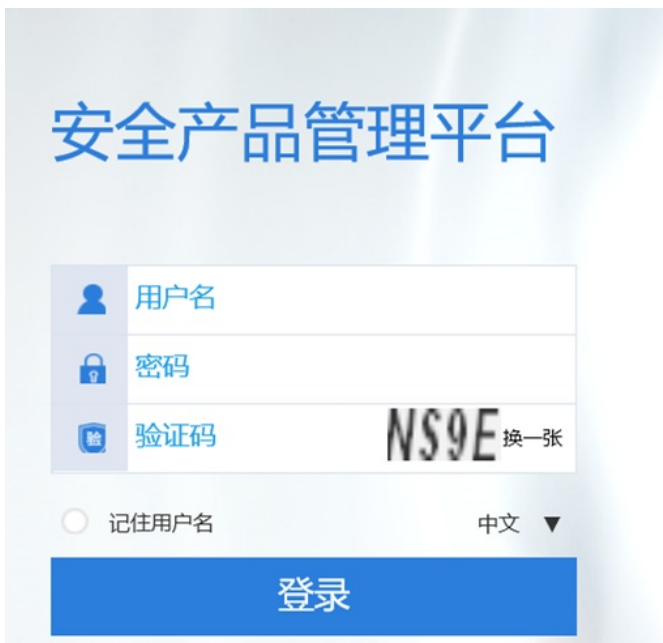 安全产品管理平台
用户名
密码
验
验证码 NS9E 换一张
记住用户名 中文 ▼
登录